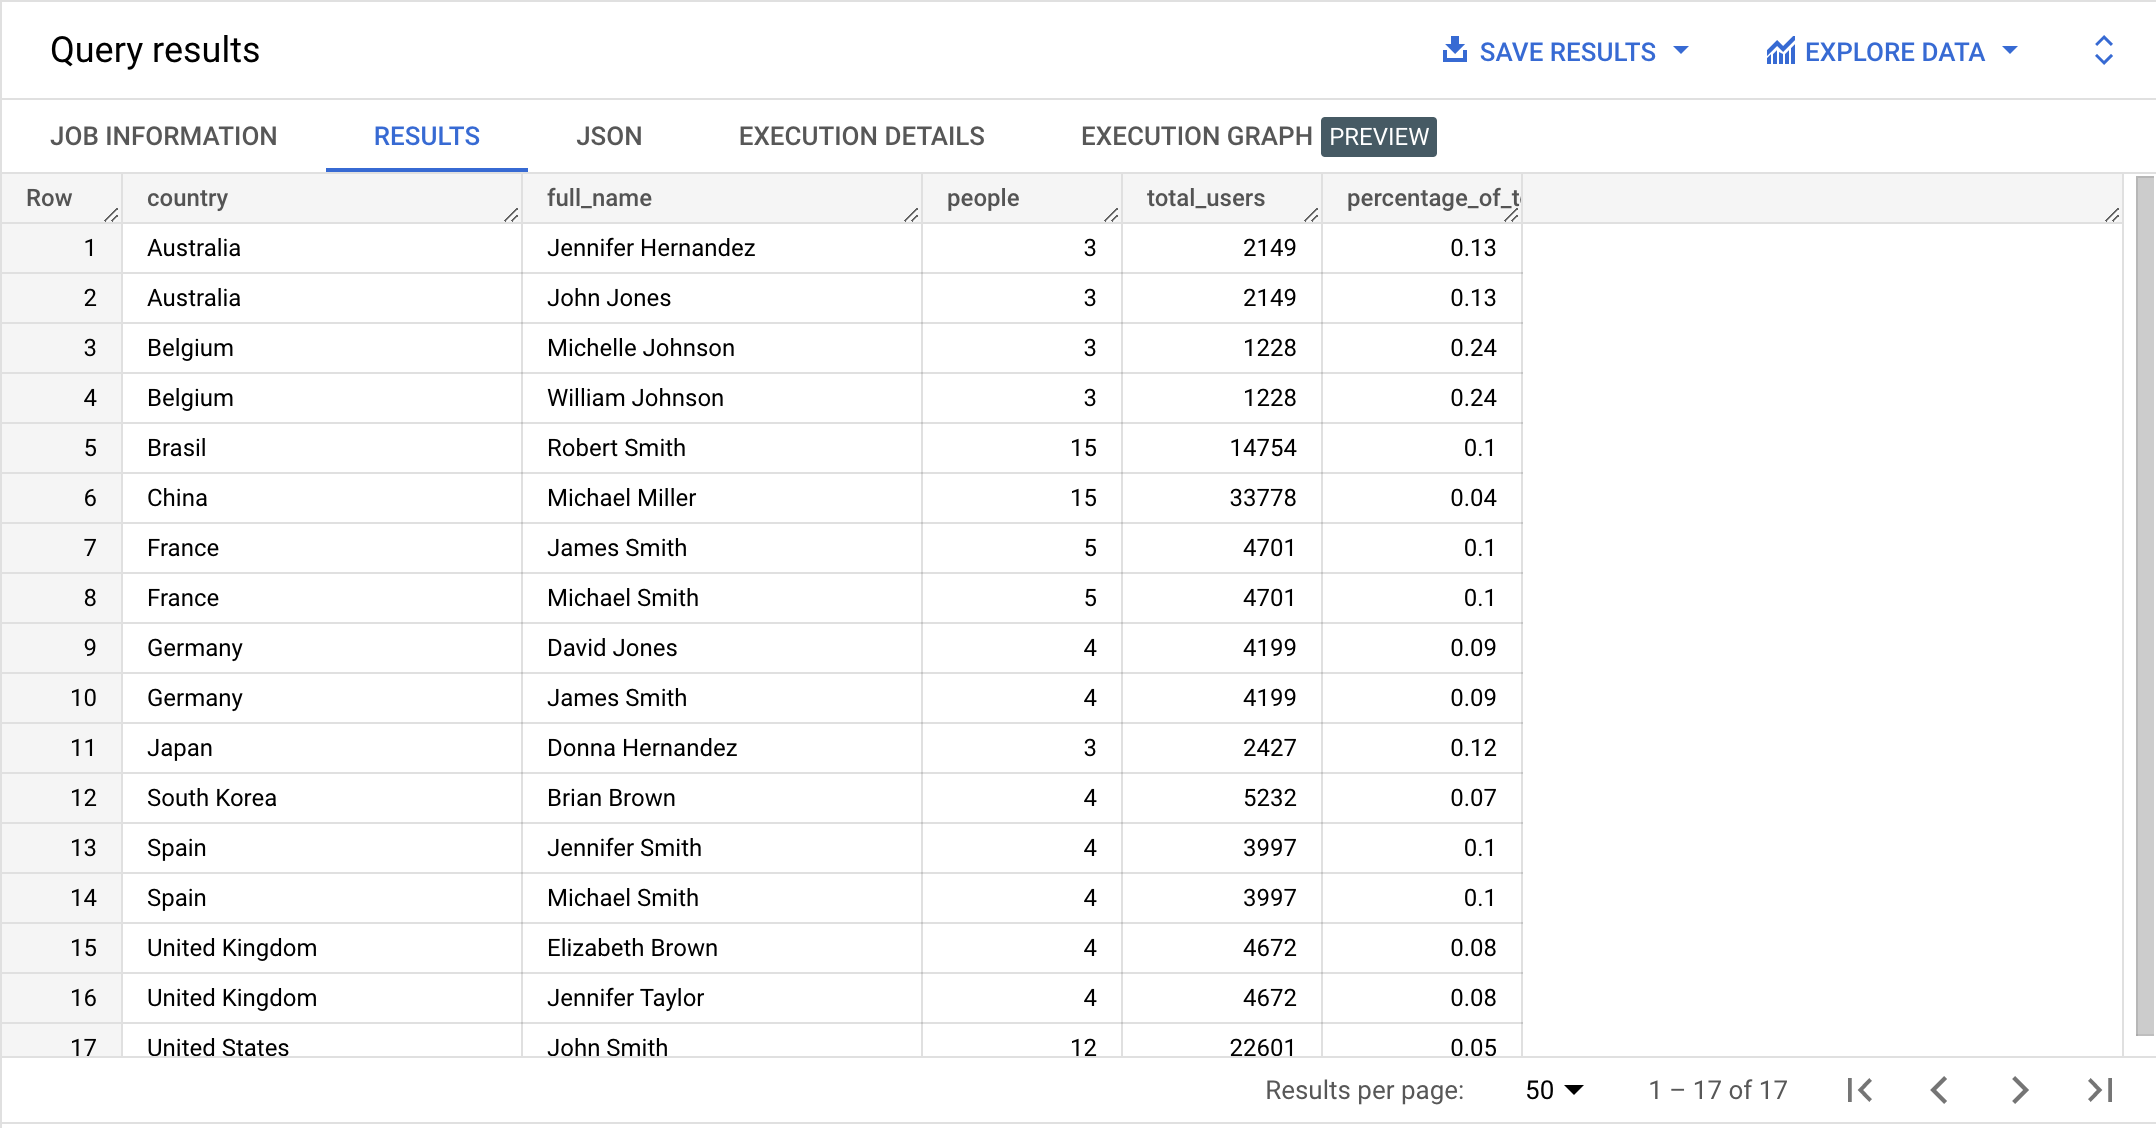 Query results SAVE RESULTS EXPLORE DATA
JOB INFORMATION RESULTS JSON EXECUTION DETAILS EXECUTION GRAPH PREVIEW
Row country full_name people total_users percentage_of_t
1 Australia Jennifer Hernandez 3 2149 0.13
2 Australia John Jones 3 2149 0.13
3 Belgium Michelle Johnson 3 1228 0.24
4 Belgium William Johnson 3 1228 0.24
5 Brasil Robert Smith 15 14754 0.1
6 China Michael Miller 15 33778 0.04
7 France James Smith 5 4701 0.1
8 France Michael Smith 5 4701 0.1
9 Germany David Jones 4 4199 0.09
10 Germany James Smith 4 4199 0.09
11 Japan Donna Hernandez 3 2427 0.12
12 South Korea Brian Brown 4 5232 0.07
13 Spain Jennifer Smith 4 3997 0.1
14 Spain Michael Smith 4 3997 0.1
15 United Kingdom Elizabeth Brown 4 4672 0.08
16 United Kingdom Jennifer Taylor 4 4672 0.08
17 United States John Smith 12 22601 0.05
Results per page: 50 1 – 17 of 17